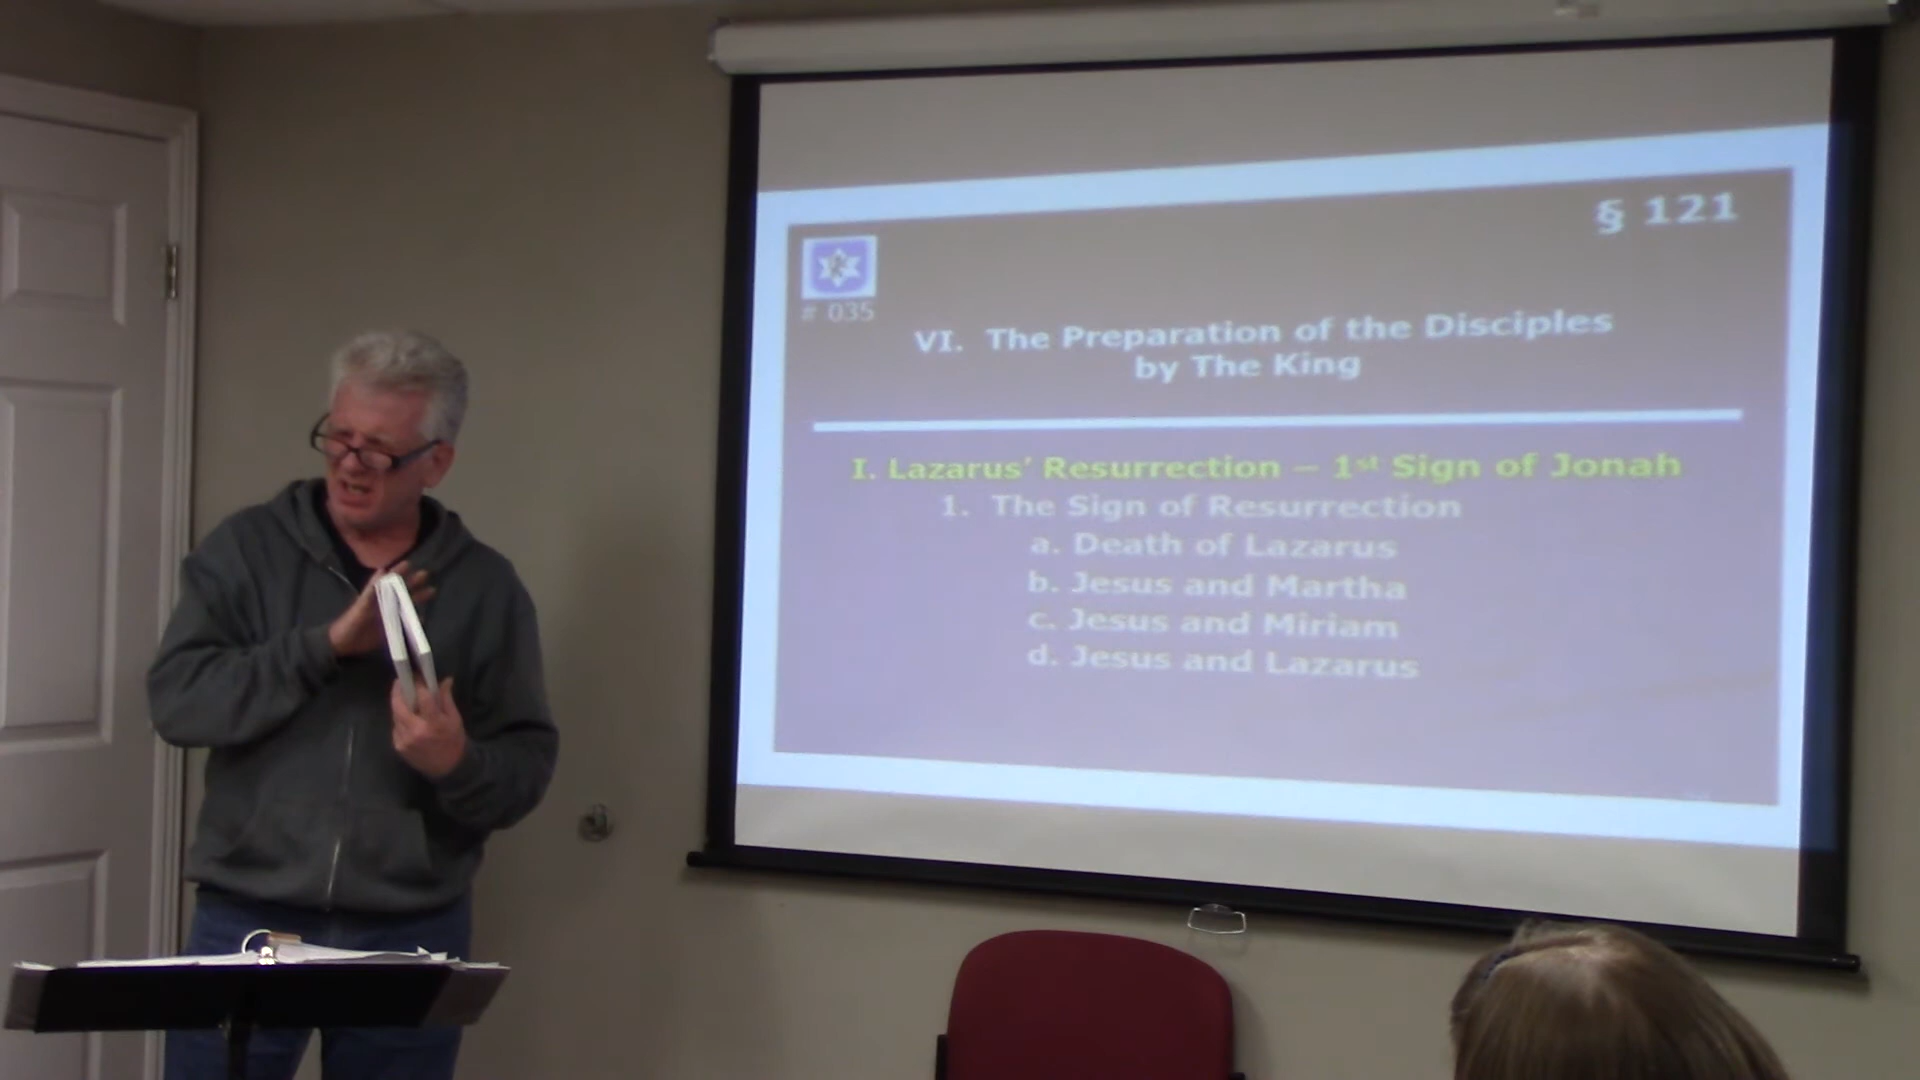 § 121
# 035
VI. The Preparation of the Disciples
by The King
I. Lazarus’ Resurrection – 1st Sign of Jonah
1. The Sign of Resurrection
a. Death of Lazarus
b. Jesus and Martha
c. Jesus and Miriam
d. Jesus and Lazarus